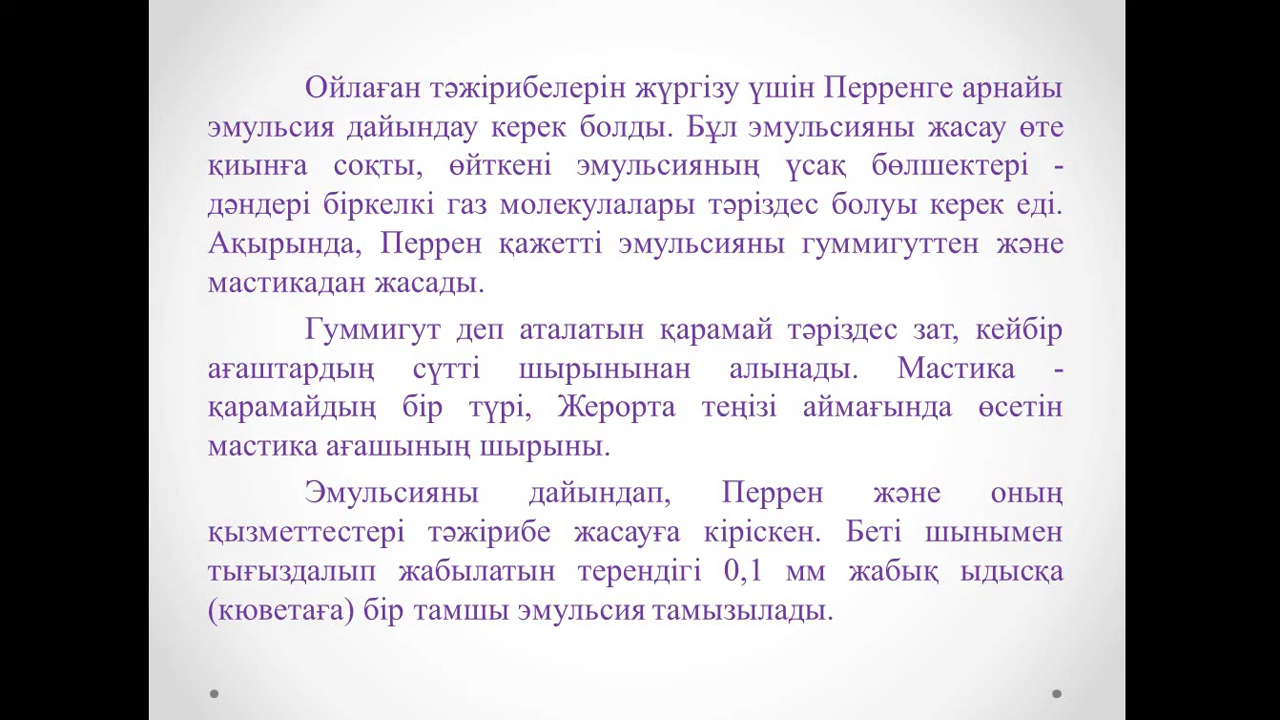 Ойлаған тәжірибелерін жүргізу үшін Перренге арнайы
эмульсия дайындау керек болды. Бұл эмульсияны жасау өте
қиынға соқты, өйткені эмульсияның үсақ бөлшектері -
дәндері біркелкі газ молекулалары тәріздес болуы керек еді.
Ақырында, Перрен қажетті эмульсияны гуммигуттен және
мастикадан жасады.
Гуммигут деп аталатын қарамай тәріздес зат, кейбір
ағаштардың сүтті шырынынан алынады. Мастика -
қарамайдың бір түрі, Жерорта теңізі аймағында өсетін
мастика ағашының шырыны.
Эмульсияны дайындап, Перрен және оның
қызметтестері тәжірибе жасауға кіріскен. Беті шынымен
тығыздалып жабылатын терендігі 0,1 мм жабық ыдысқа
(кюветаға) бір тамшы эмульсия тамызылады.